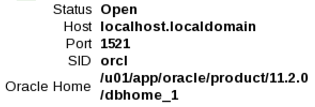 Status Open
Host localhost.localdomain
Port 1521
SID orcl
Oracle Home /u01/app/oracle/product/11.2.0
/dbhome_1